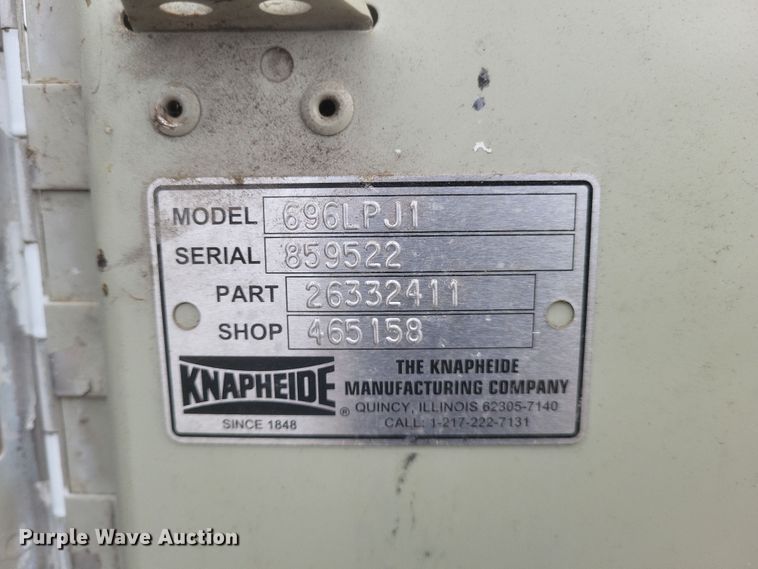 MODEL 696LPJ1
SERIAL 859522
PART 26332411
SHOP 465158
KNAPHEIDE ®
SINCE 1848
THE KNAPHEIDE
MANUFACTURING COMPANY
QUINCY, ILLINOIS 62305-7140
CALL: 1-217-222-7131
Purple Wave Auction